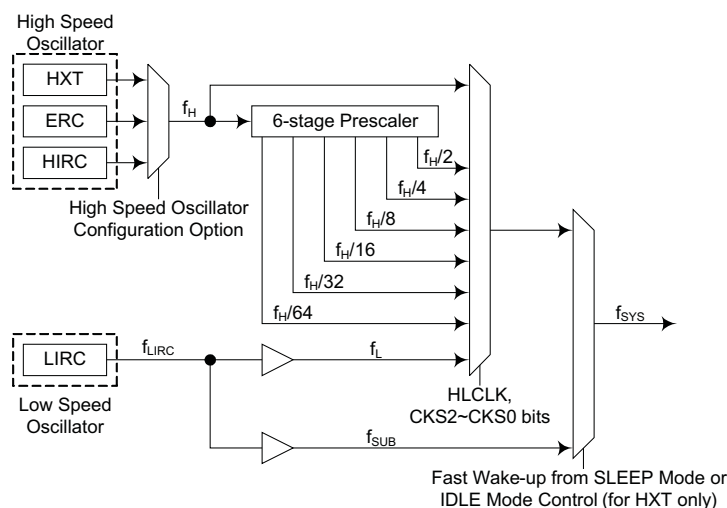 High Speed
Oscillator
HXT
ERC
HIRC
fH
6-stage Prescaler
fH/2
fH/4
fH/8
fH/16
fH/32
fH/64
High Speed Oscillator
Configuration Option
LIRC
fLIRC
fL
Low Speed
Oscillator
HLCLK,
CKS2~CKS0 bits
fSUB
fSYS
Fast Wake-up from SLEEP Mode or
IDLE Mode Control (for HXT only)